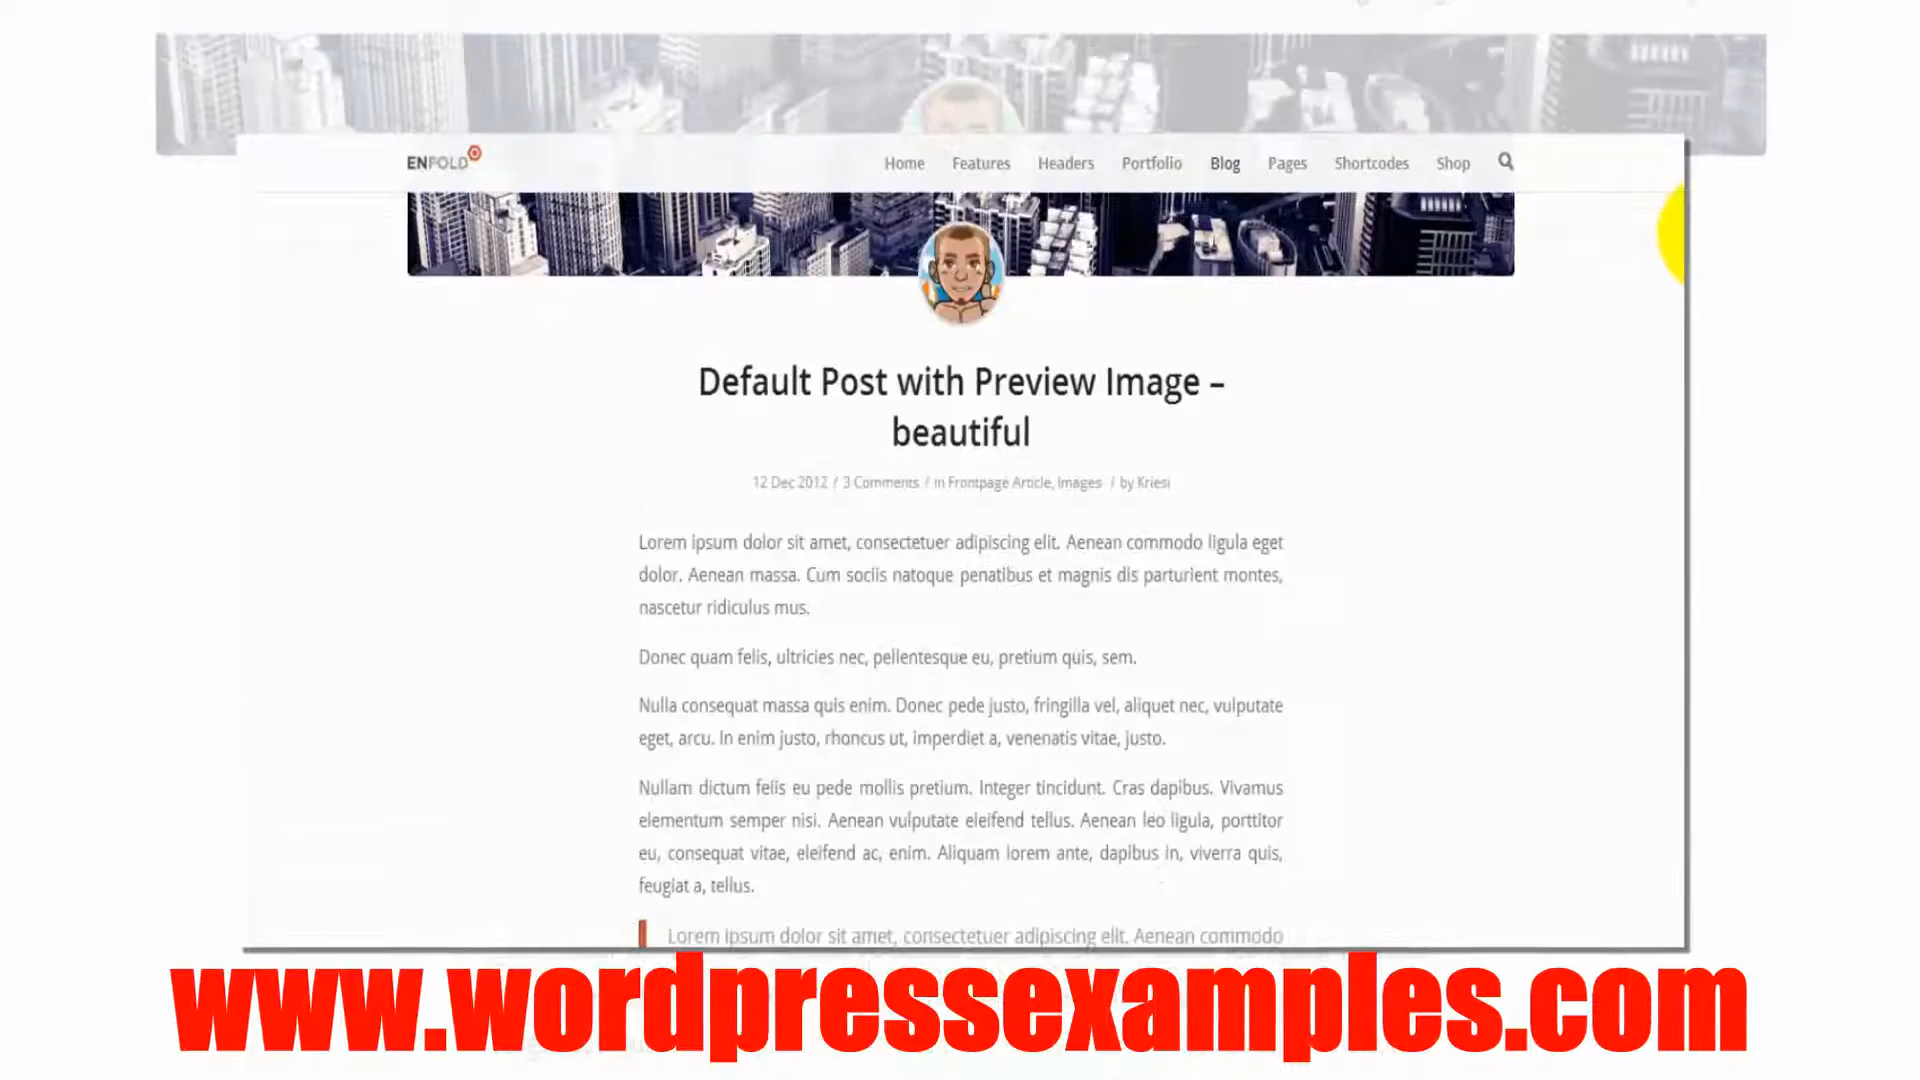 ENFOLD
Home Features Headers Portfolio Blog Pages Shortcodes Shop
Default Post with Preview Image –
beautiful
12 Dec 2012 / 3 Comments / in Frontpage Article, Images / by Kriesi
Lorem ipsum dolor sit amet, consectetuer adipiscing elit. Aenean commodo ligula eget
dolor. Aenean massa. Cum sociis natoque penatibus et magnis dis parturient montes,
nascetur ridiculus mus.
Donec quam felis, ultricies nec, pellentesque eu, pretium quis, sem.
Nulla consequat massa quis enim. Donec pede justo, fringilla vel, aliquet nec, vulputate
eget, arcu. In enim justo, rhoncus ut, imperdiet a, venenatis vitae, justo.
Nullam dictum felis eu pede mollis pretium. Integer tincidunt. Cras dapibus. Vivamus
elementum semper nisi. Aenean vulputate eleifend tellus. Aenean leo ligula, porttitor
eu, consequat vitae, eleifend ac, enim. Aliquam lorem ante, dapibus in, viverra quis,
feugiat a, tellus.
Lorem ipsum dolor sit amet, consectetuer adipiscing elit. Aenean commodo
www.wordpressexamples.com